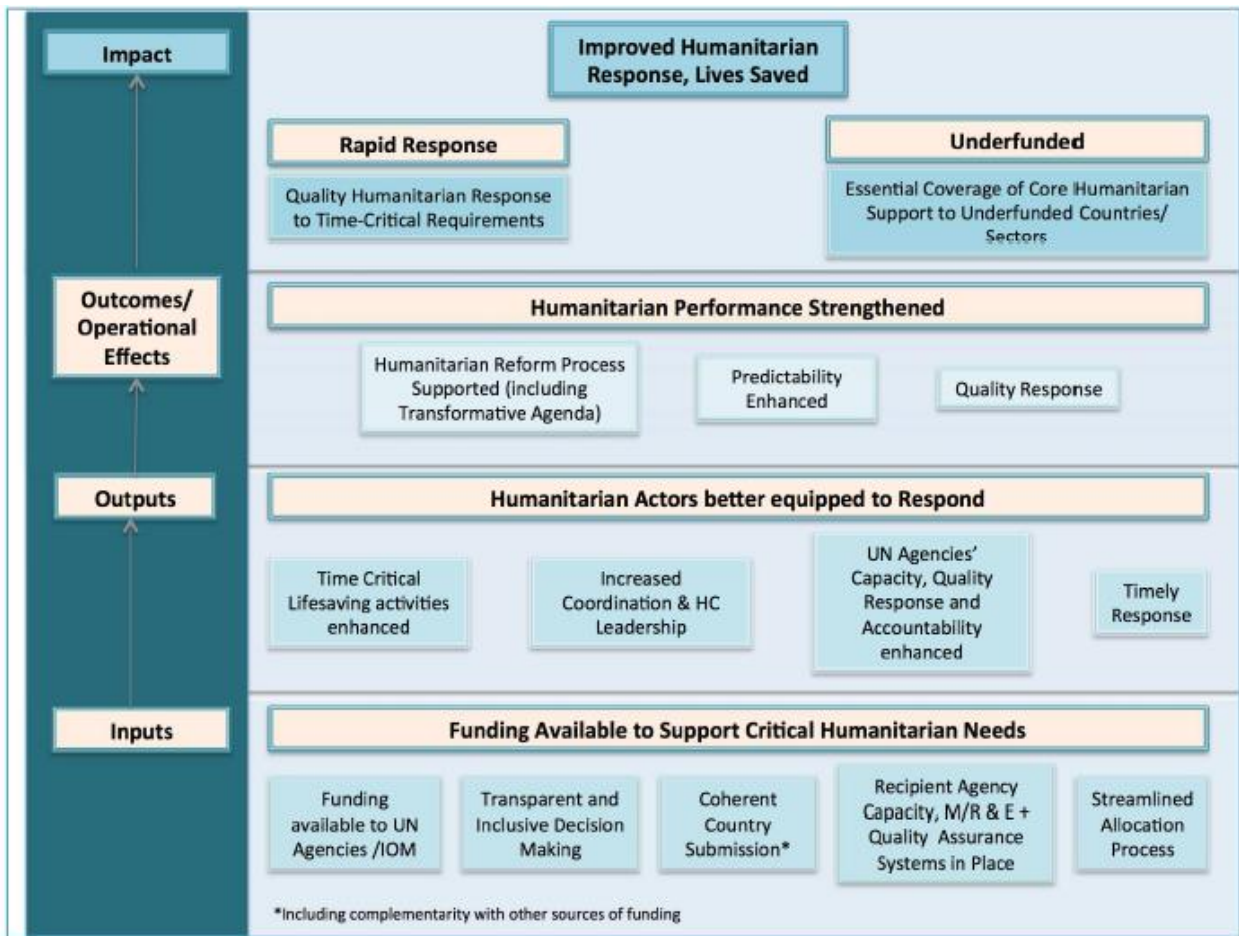 Impact
Improved Humanitarian
Response, Lives Saved
Rapid Response
Quality Humanitarian Response
to Time-Critical Requirements
Underfunded
Essential Coverage of Core Humanitarian
Support to Underfunded Countries/
Sectors
Outcomes/
Operational
Effects
Humanitarian Performance Strengthened
Humanitarian Reform Process
Supported (including
Transformative Agenda)
Predictability
Enhanced
Quality Response
Outputs
Humanitarian Actors better equipped to Respond
Time Critical
Lifesaving activities
enhanced
Increased
Coordination & HC
Leadership
UN Agencies’
Capacity, Quality
Response and
Accountability
enhanced
Timely
Response
Inputs
Funding Available to Support Critical Humanitarian Needs
Funding
available to UN
Agencies /IOM
Transparent and
Inclusive Decision
Making
Coherent
Country
Submission*
Recipient Agency
Capacity, M/R & E +
Quality Assurance
Systems in Place
Streamlined
Allocation
Process
*Including complementarity with other sources of funding